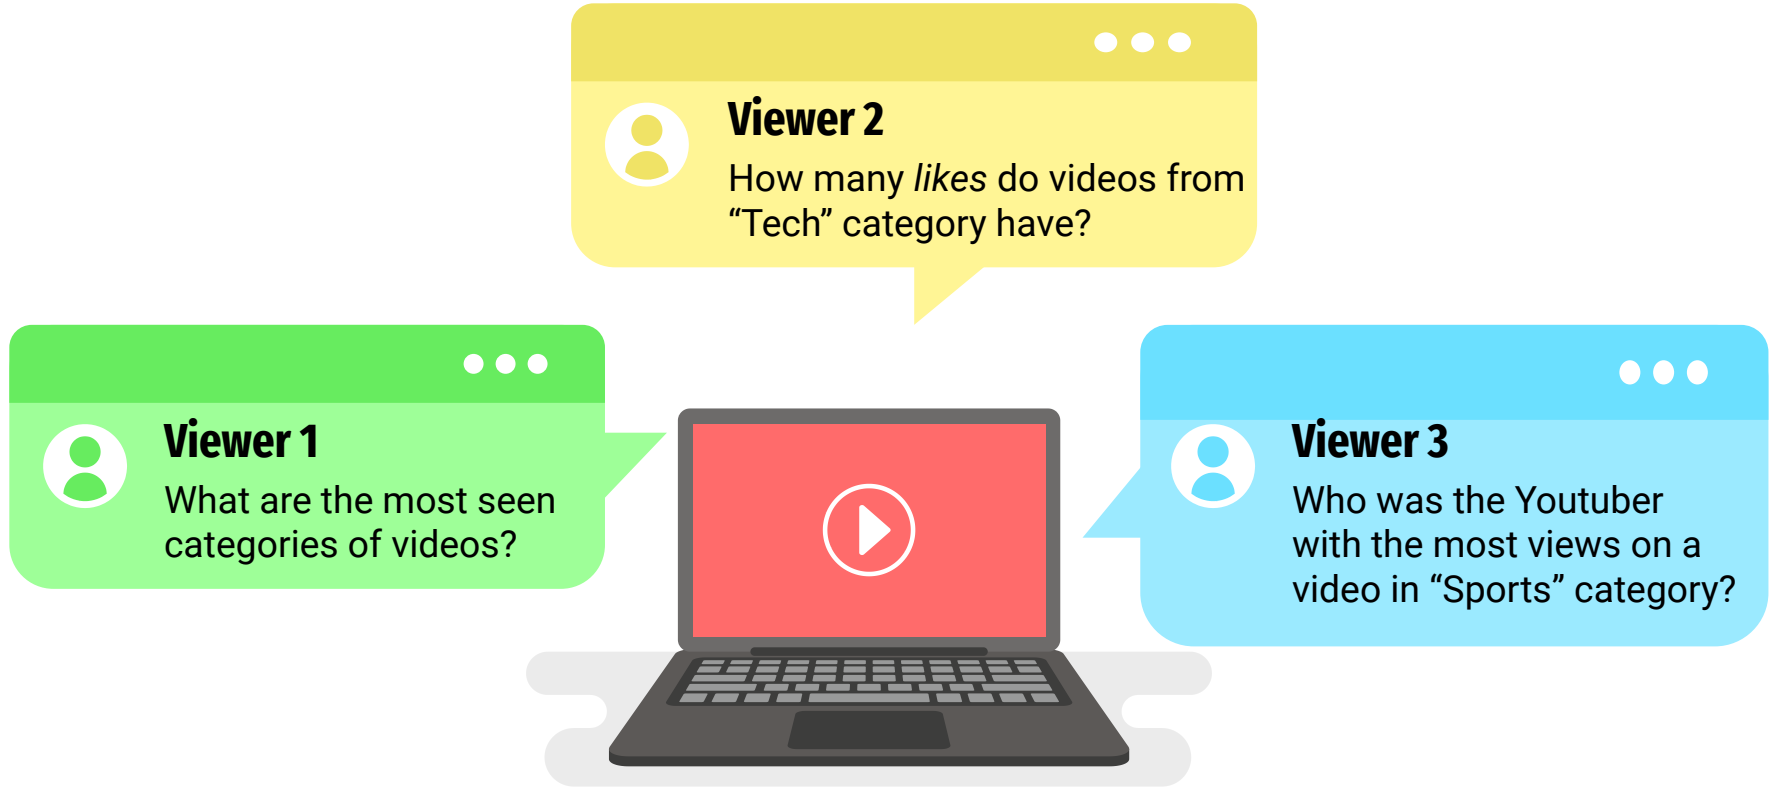 Viewer 2
How many likes do videos from
“Tech” category have?
Viewer 1
What are the most seen
categories of videos?
Viewer 3
Who was the Youtuber
with the most views on a
video in “Sports” category?